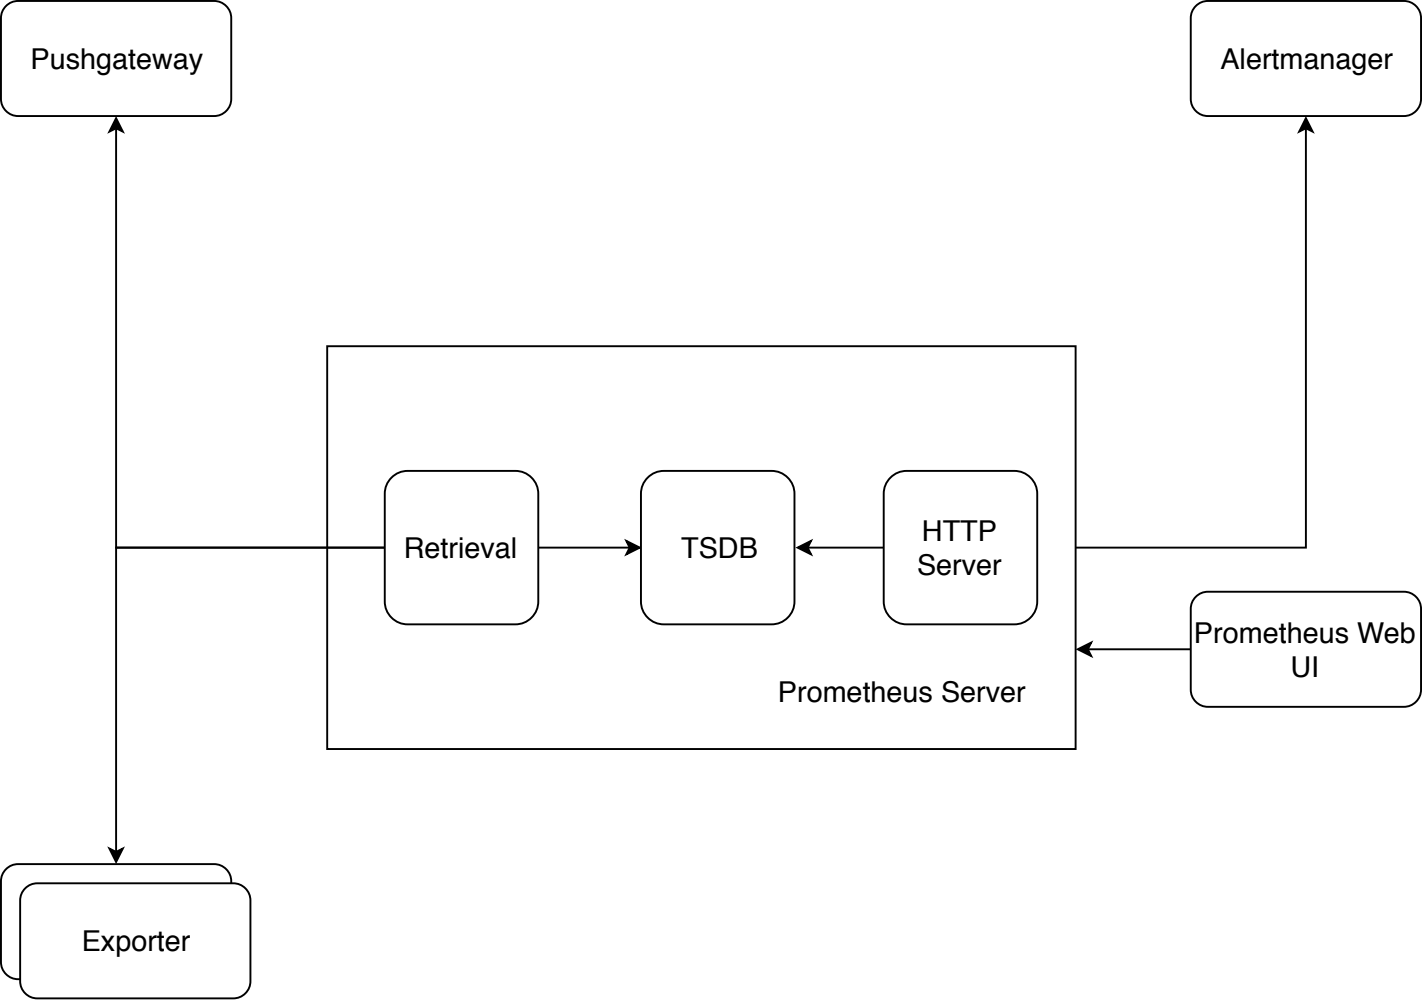 Pushgateway
Alertmanager
Retrieval
TSDB
HTTP
Server
Prometheus Web
UI
Prometheus Server
Exporter